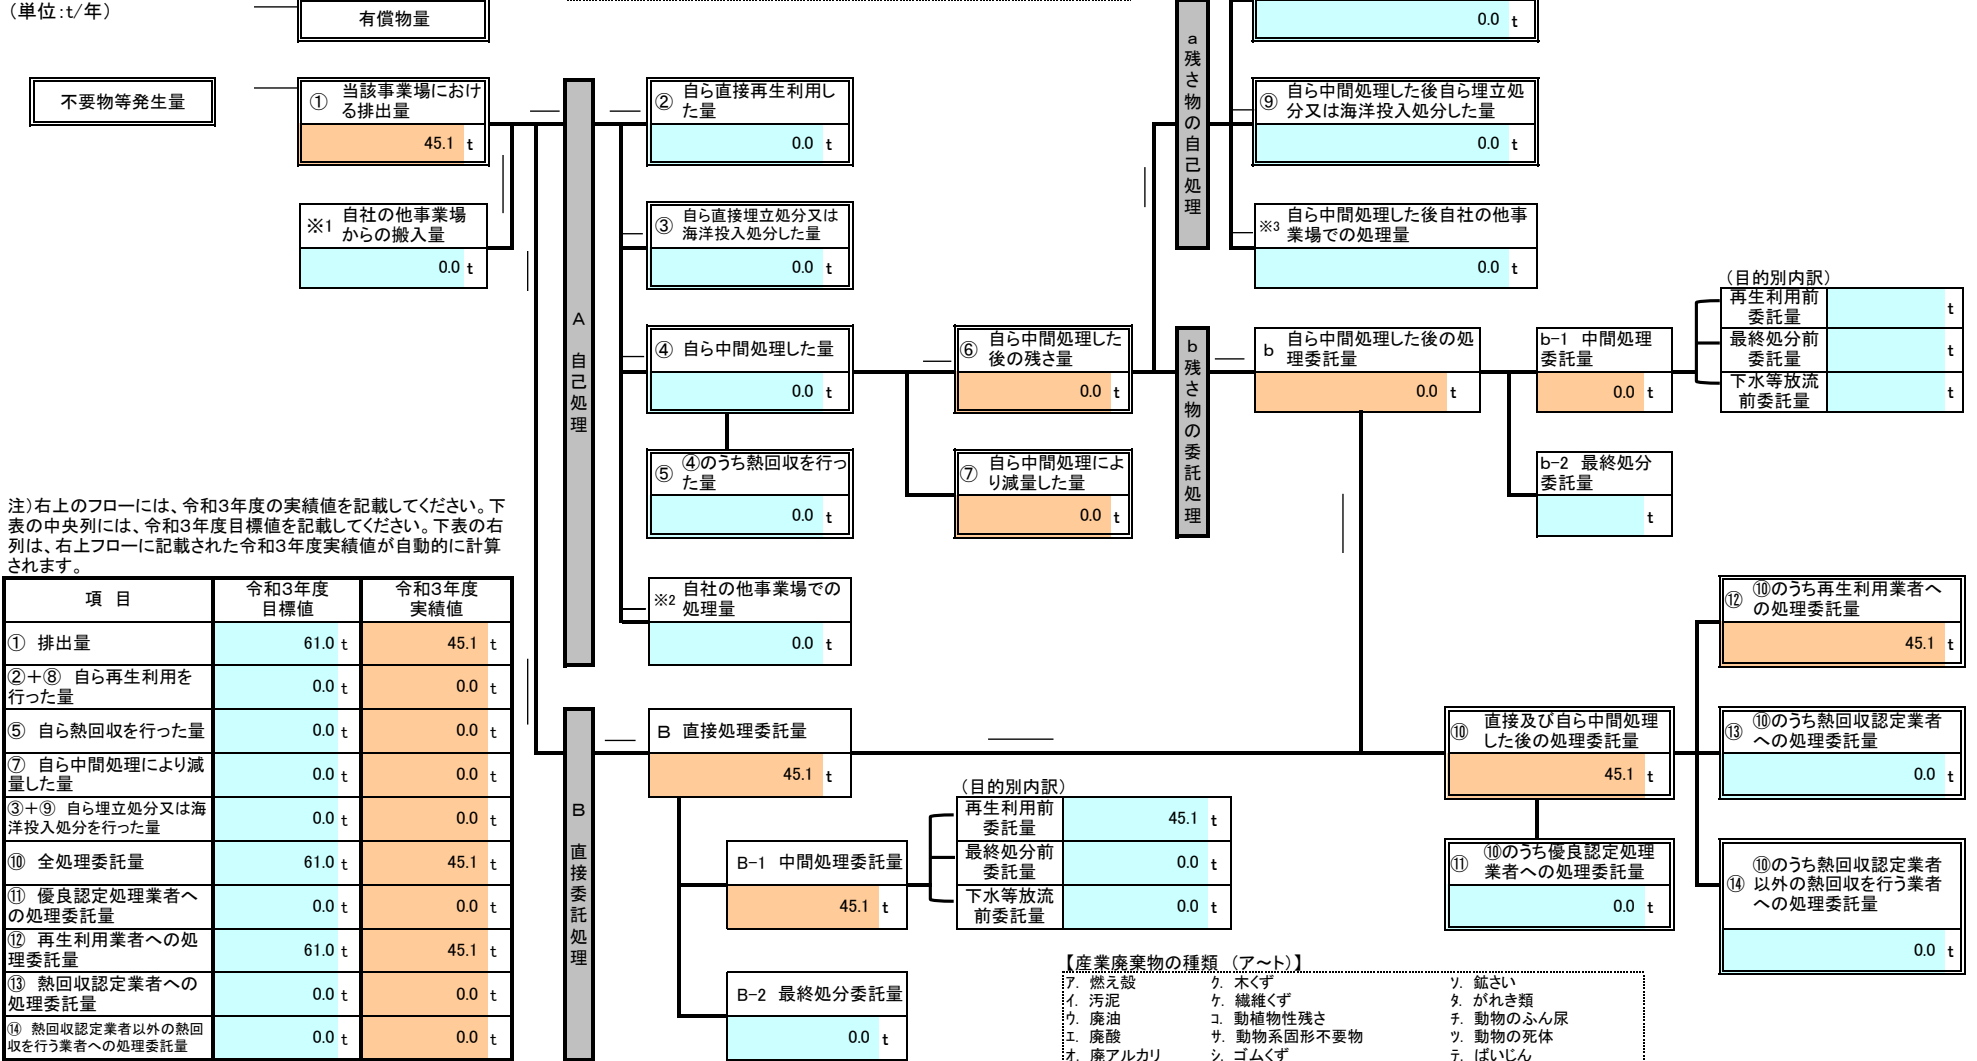 （単位:t/年）
有償物量
0.0 t
不要物等発生量
① 当該事業場におけ
る排出量
45.1 t
※1 自社の他事業場
からの搬入量
0.0 t
A 自己処理
② 自ら直接再生利用し
た量
0.0 t
③ 自ら直接埋立処分又は
海洋投入処分した量
0.0 t
④ 自ら中間処理した量
0.0 t
⑤ ④のうち熱回収を行っ
た量
0.0 t
※2 自社の他事業場での
処理量
0.0 t
⑥ 自ら中間処理した
後の残さ量
0.0 t
⑦ 自ら中間処理によ
り減量した量
0.0 t
a 残さ物の自己処理
⑨ 自ら中間処理した後自ら埋立処
分又は海洋投入処分した量
0.0 t
※3 自ら中間処理した後自社の他事
業場での処理量
0.0 t
b 残さ物の委託処理
b 自ら中間処理した後の処
理委託量
0.0 t
b-1 中間処理
委託量
0.0 t
b-2 最終処分
委託量
t
（目的別内訳）
再生利用前
委託量 t
最終処分前
委託量 t
下水等放流
前委託量 t
注）右上のフローには、令和3年度の実績値を記載してください。下
表の中央列には、令和3年度目標値を記載してください。下表の右
列は、右上フローに記載された令和3年度実績値が自動的に計算
されます。
項 目 令和3年度
目標値 令和3年度
実績値
① 排出量 61.0 t 45.1 t
②＋⑧ 自ら再生利用を
行った量 0.0 t 0.0 t
⑤ 自ら熱回収を行った量 0.0 t 0.0 t
⑦ 自ら中間処理により減
量した量 0.0 t 0.0 t
③＋⑨ 自ら埋立処分又は海
洋投入処分を行った量 0.0 t 0.0 t
⑩ 全処理委託量 61.0 t 45.1 t
⑪ 優良認定処理業者へ
の処理委託量 0.0 t 0.0 t
⑫ 再生利用業者への処
理委託量 61.0 t 45.1 t
⑬ 熱回収認定業者への
処理委託量 0.0 t 0.0 t
⑭ 熱回収認定業者以外の熱回
収を行う業者への処理委託量 0.0 t 0.0 t
B 直接委託処理
B 直接処理委託量
45.1 t
B-1 中間処理委託量
45.1 t
B-2 最終処分委託量
0.0 t
（目的別内訳）
再生利用前
委託量 45.1 t
最終処分前
委託量 0.0 t
下水等放流
前委託量 0.0 t
⑩ 直接及び自ら中間処理
した後の処理委託量
45.1 t
⑪ ⑩のうち優良認定処理
業者への処理委託量
0.0 t
⑫ ⑩のうち再生利用業者へ
の処理委託量
45.1 t
⑬ ⑩のうち熱回収認定業者
への処理委託量
0.0 t
⑭ ⑩のうち熱回収認定業者
以外の熱回収を行う業者
への処理委託量
0.0 t
【産業廃棄物の種類 （ア～ト）】
ア. 燃え殻 ク. 木くず ソ. 鉱さい
イ. 汚泥 ケ. 繊維くず タ. がれき類
ウ. 廃油 コ. 動植物性残さ チ. 動物のふん尿
エ. 廃酸 サ. 動物系固形不要物 ツ. 動物の死体
オ. 廃アルカリ シ. ゴムくず テ. ばいじん